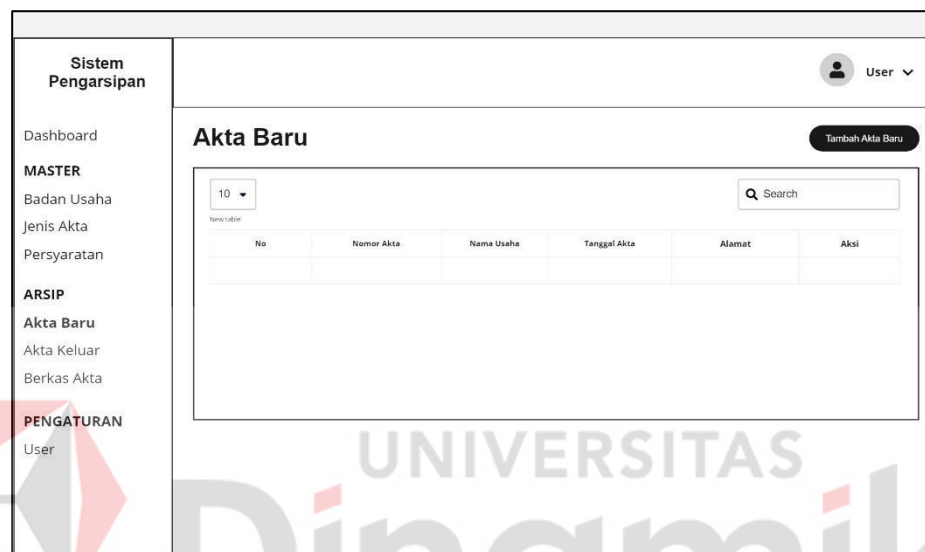 Sistem
Pengarsipan
User
Dashboard
MASTER
Badan Usaha
Jenis Akta
Persyaratan
ARSIP
Akta Baru
Akta Keluar
Berkas Akta
PENGATURAN
User
Akta Baru
Tambah Akta Baru
10
Search
New table
No Nomor Akta Nama Usaha Tanggal Akta Alamat Aksi
UNIVERSITAS
Dinamik